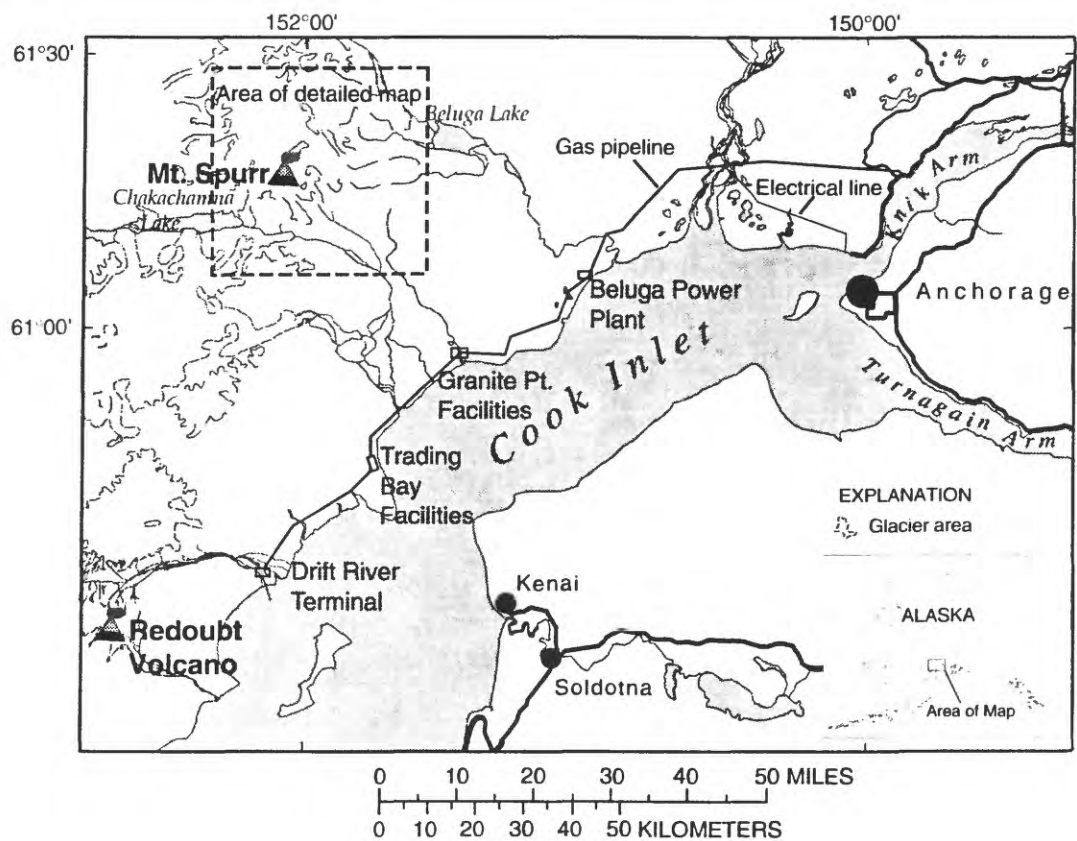 152°00'
150°00'
61°30'
Area of detailed map
Beluga Lake
Gas pipeline
Mt. Spurr
Electrical line
Knik Arm
Chakachamna
Lake
Beluga Power
Plant
Anchorage
61°00'
Granite Pt.
Facilities
Cook Inlet
Turnagain Arm
Trading
Bay
Facilities
EXPLANATION
Glacier area
Drift River
Terminal
Kenai
ALASKA
Redoubt
Volcano
Soldotna
Area of Map
0 10 20 30 40 50 MILES
0 10 20 30 40 50 KILOMETERS